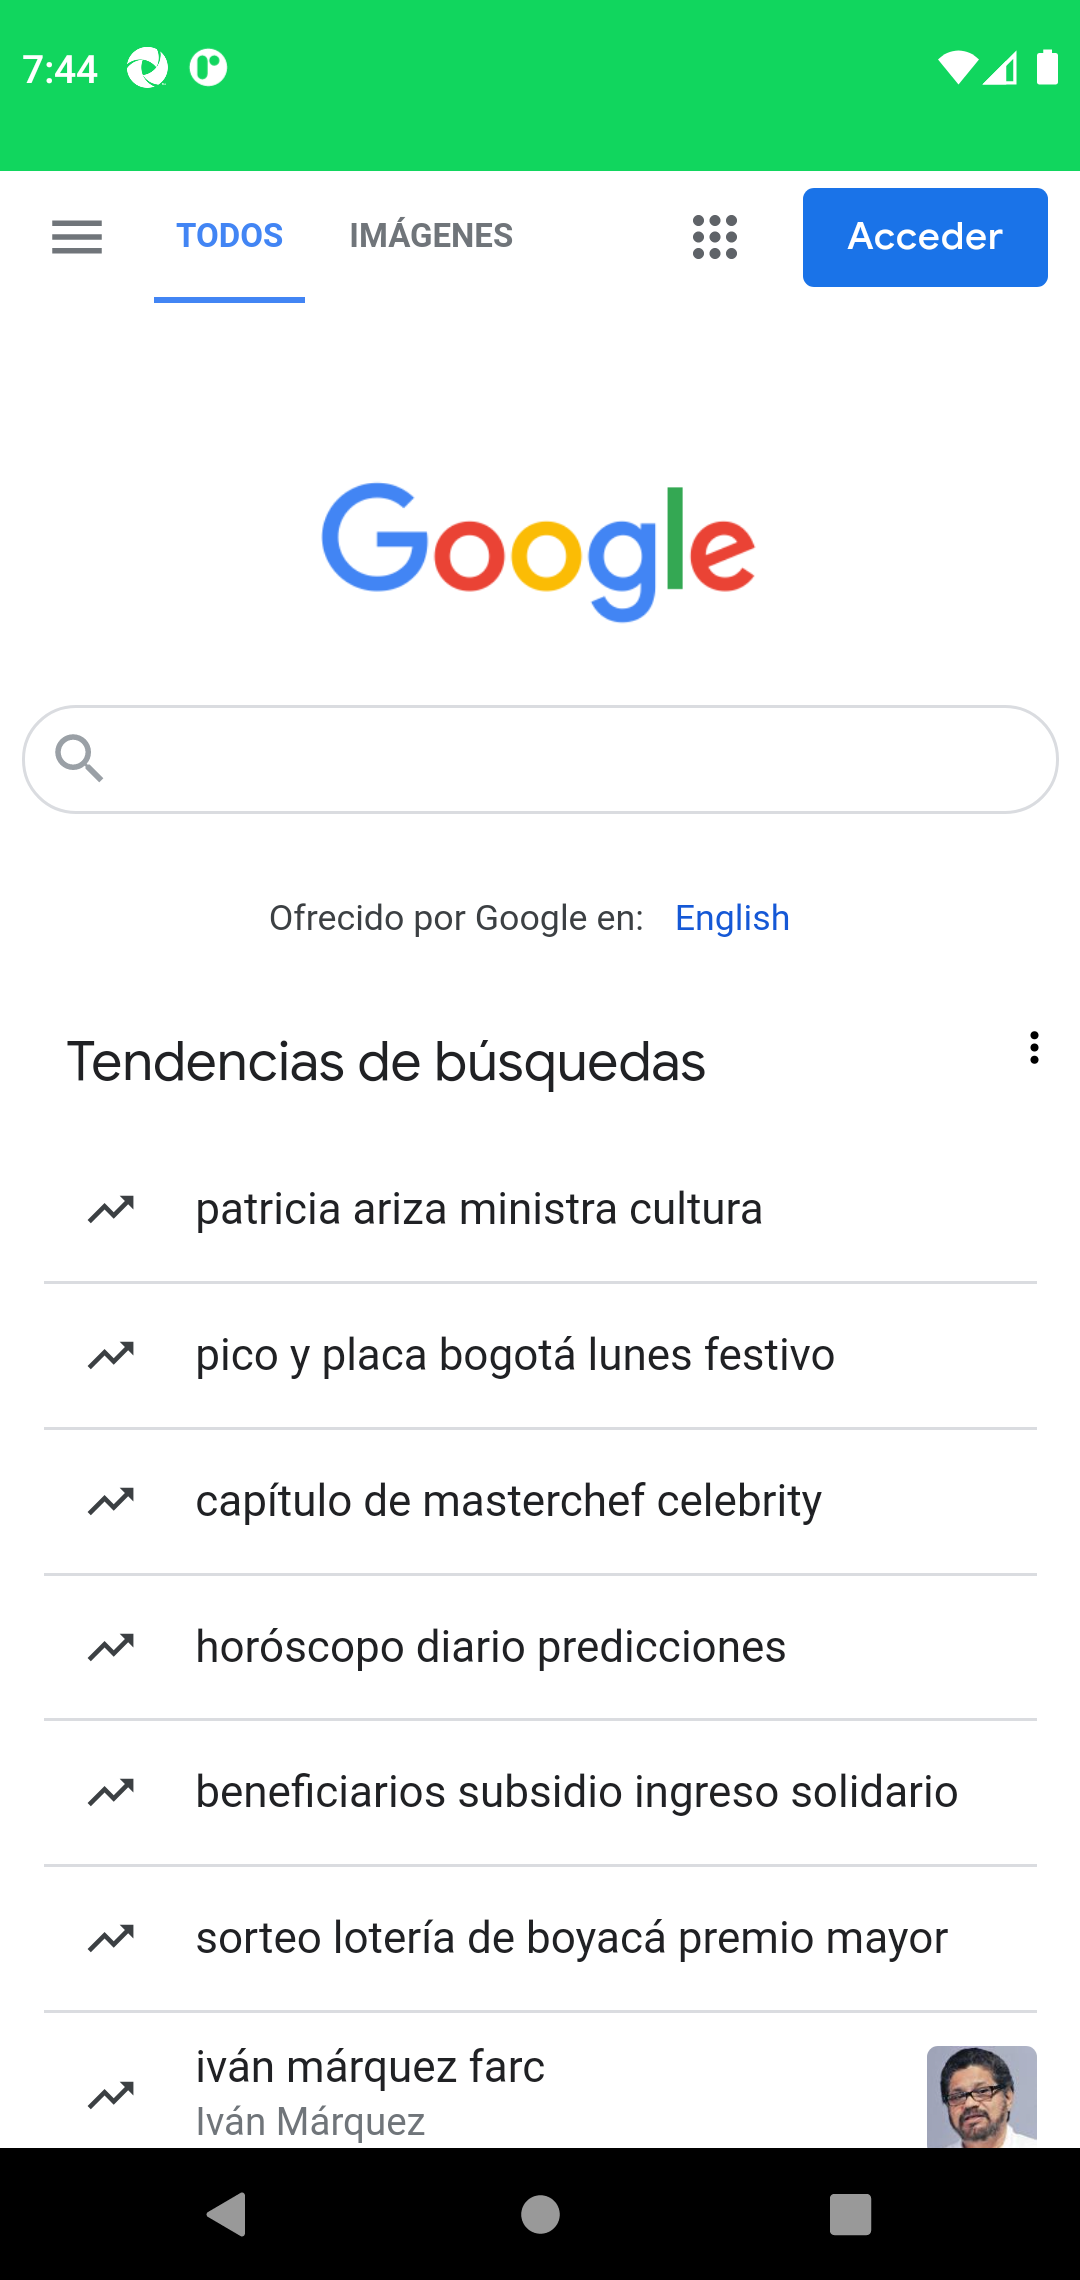 7:44
TODOS
IMÁGENES
Acceder
Google
Ofrecido por Google en: English
Tendencias de búsquedas
patricia ariza ministra cultura
pico y placa bogotá lunes festivo
capítulo de masterchef celebrity
horóscopo diario predicciones
beneficiarios subsidio ingreso solidario
sorteo lotería de boyacá premio mayor
iván márquez farc
Iván Márquez